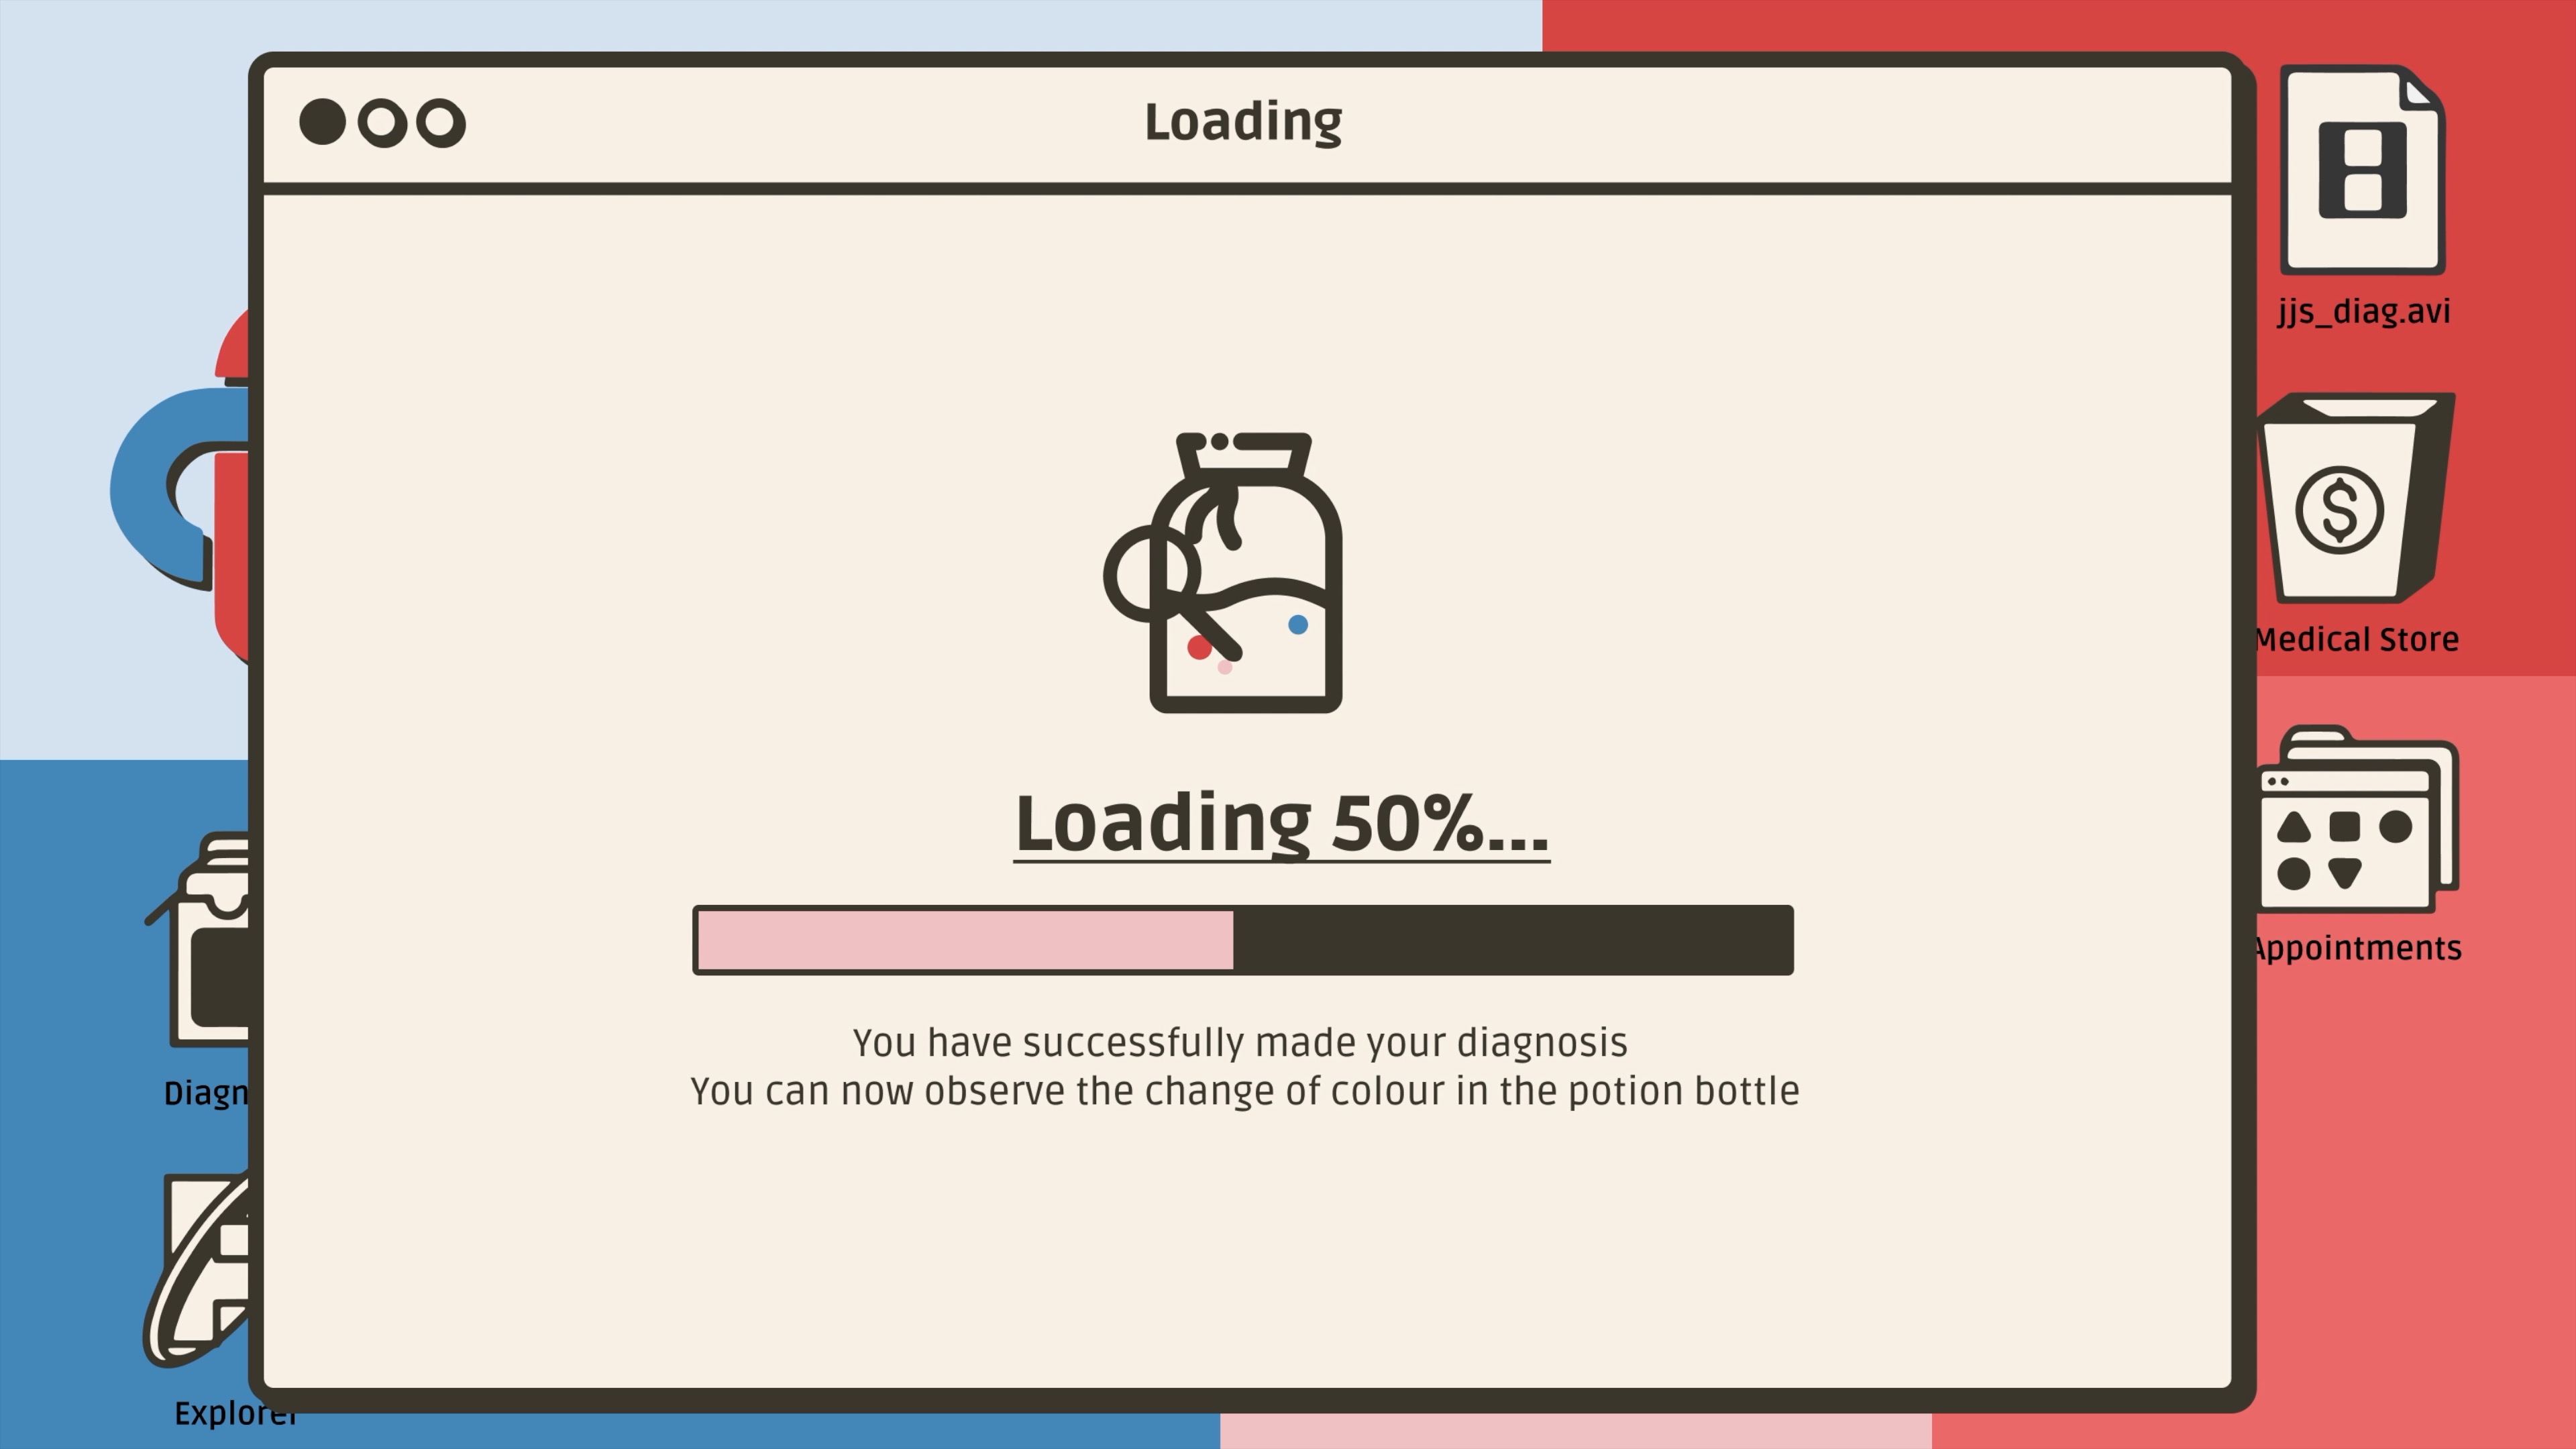 Loading
jjs_diag.avi
Medical Store
Loading 50%...
Appointments
You have successfully made your diagnosis
You can now observe the change of colour in the potion bottle
Explorer